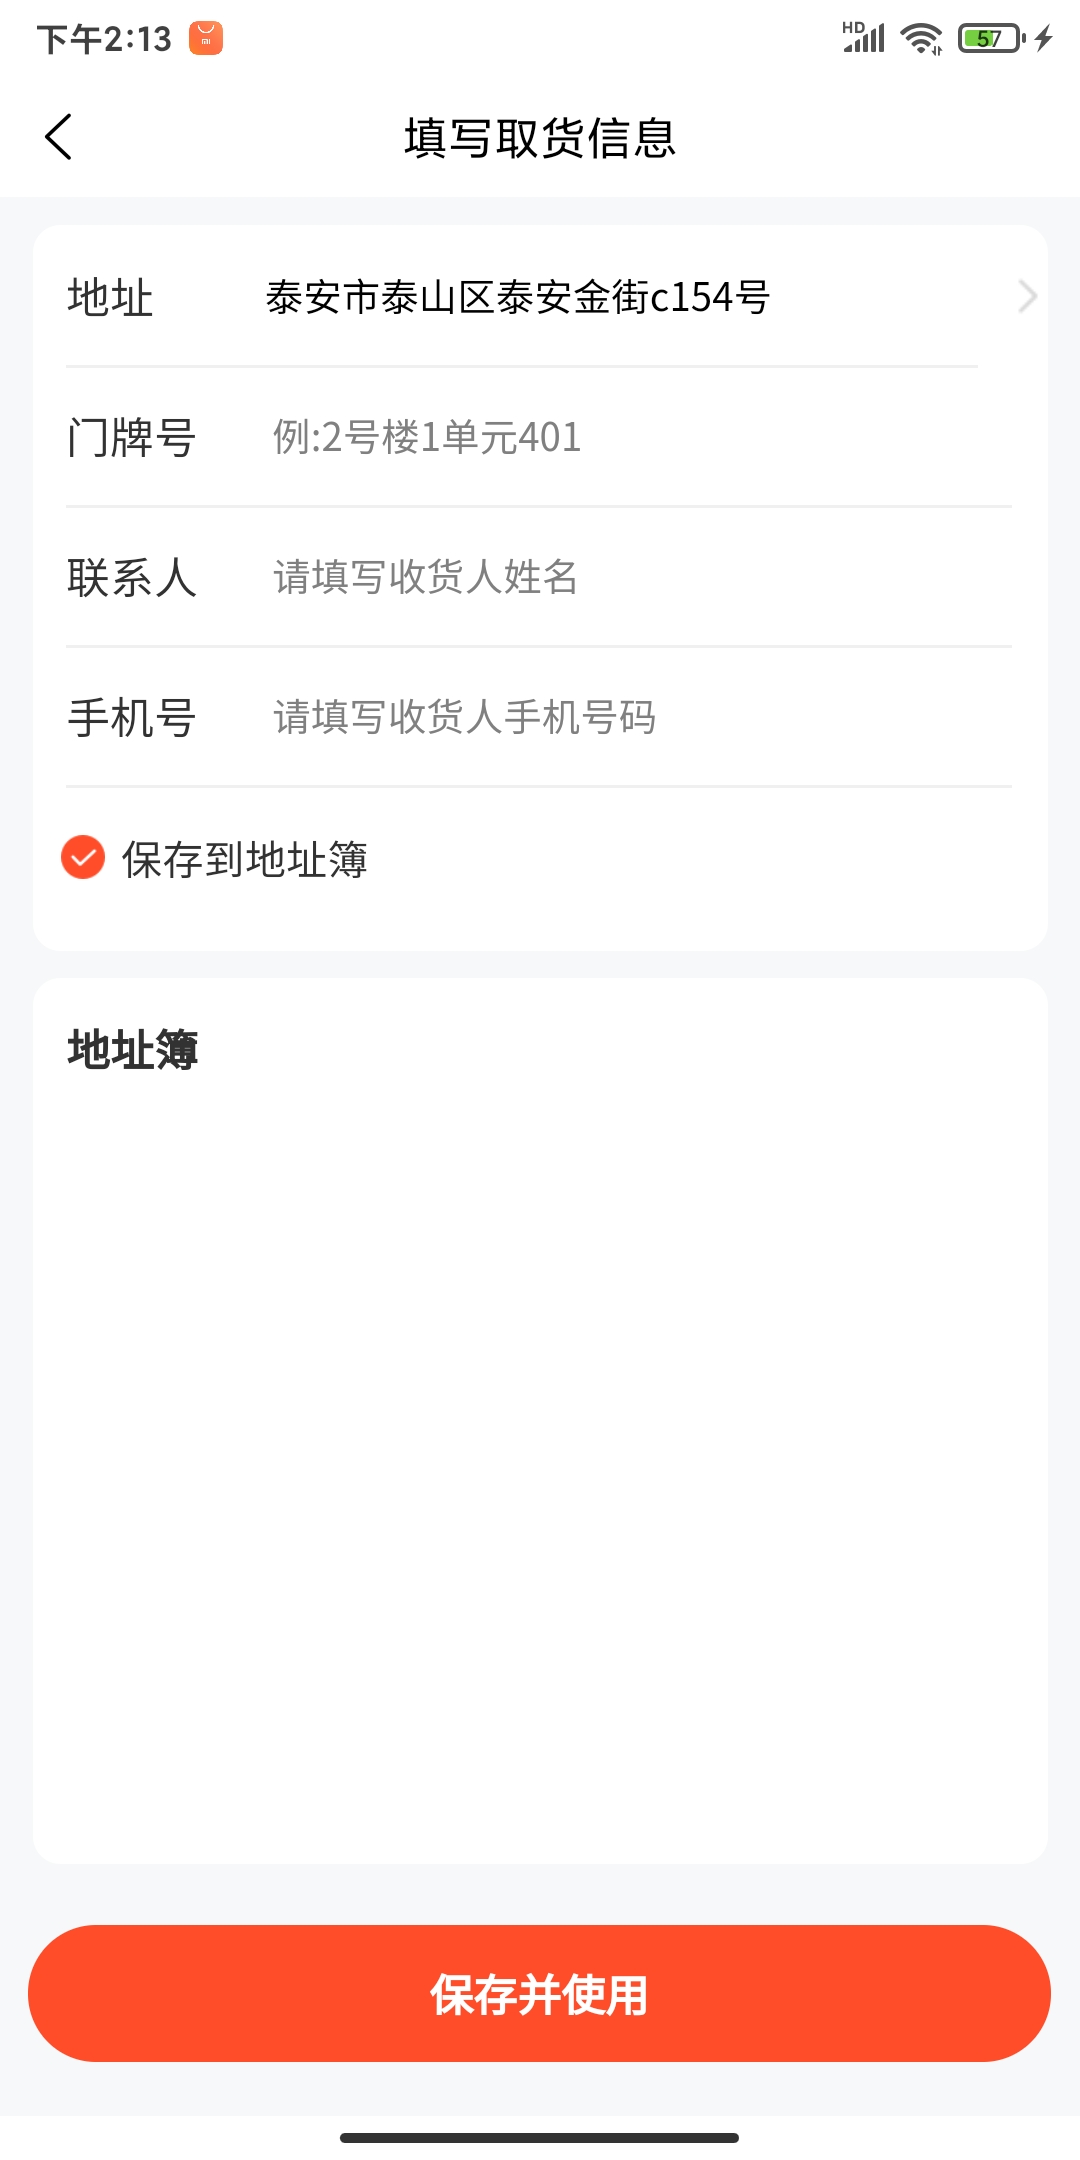 下午2:13
HD
57
填写取货信息
地址 泰安市泰山区泰安金街c154号
门牌号 例:2号楼1单元401
联系人 请填写收货人姓名
手机号 请填写收货人手机号码
保存到地址簿
地址簿
保存并使用